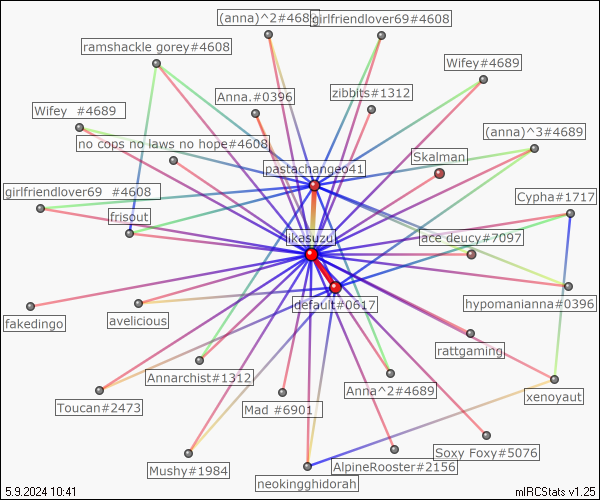 (anna)^2#4689
girlfriendlover69#4608
ramshackle gorey#4608
Wifey#4689
Anna.#0396
zibbits#1312
Wifey  #4689
(anna)^3#4689
no cops no laws no hope#4608
Skalman
pastachangeo41
girlfriendlover69  #4608
Cypha#1717
frisout
ikasuzu
ace deucy#7097
default#0617
hypomanianna#0396
fakedingo
avelicious
rattgaming
Annarchist#1312
Anna^2#4689
xenoyaut
Toucan#2473
Mad #6901
Soxy Foxy#5076
Mushy#1984
AlpineRooster#2156
neokingghidorah
5.9.2024 10:41
mIRCStats v1.25